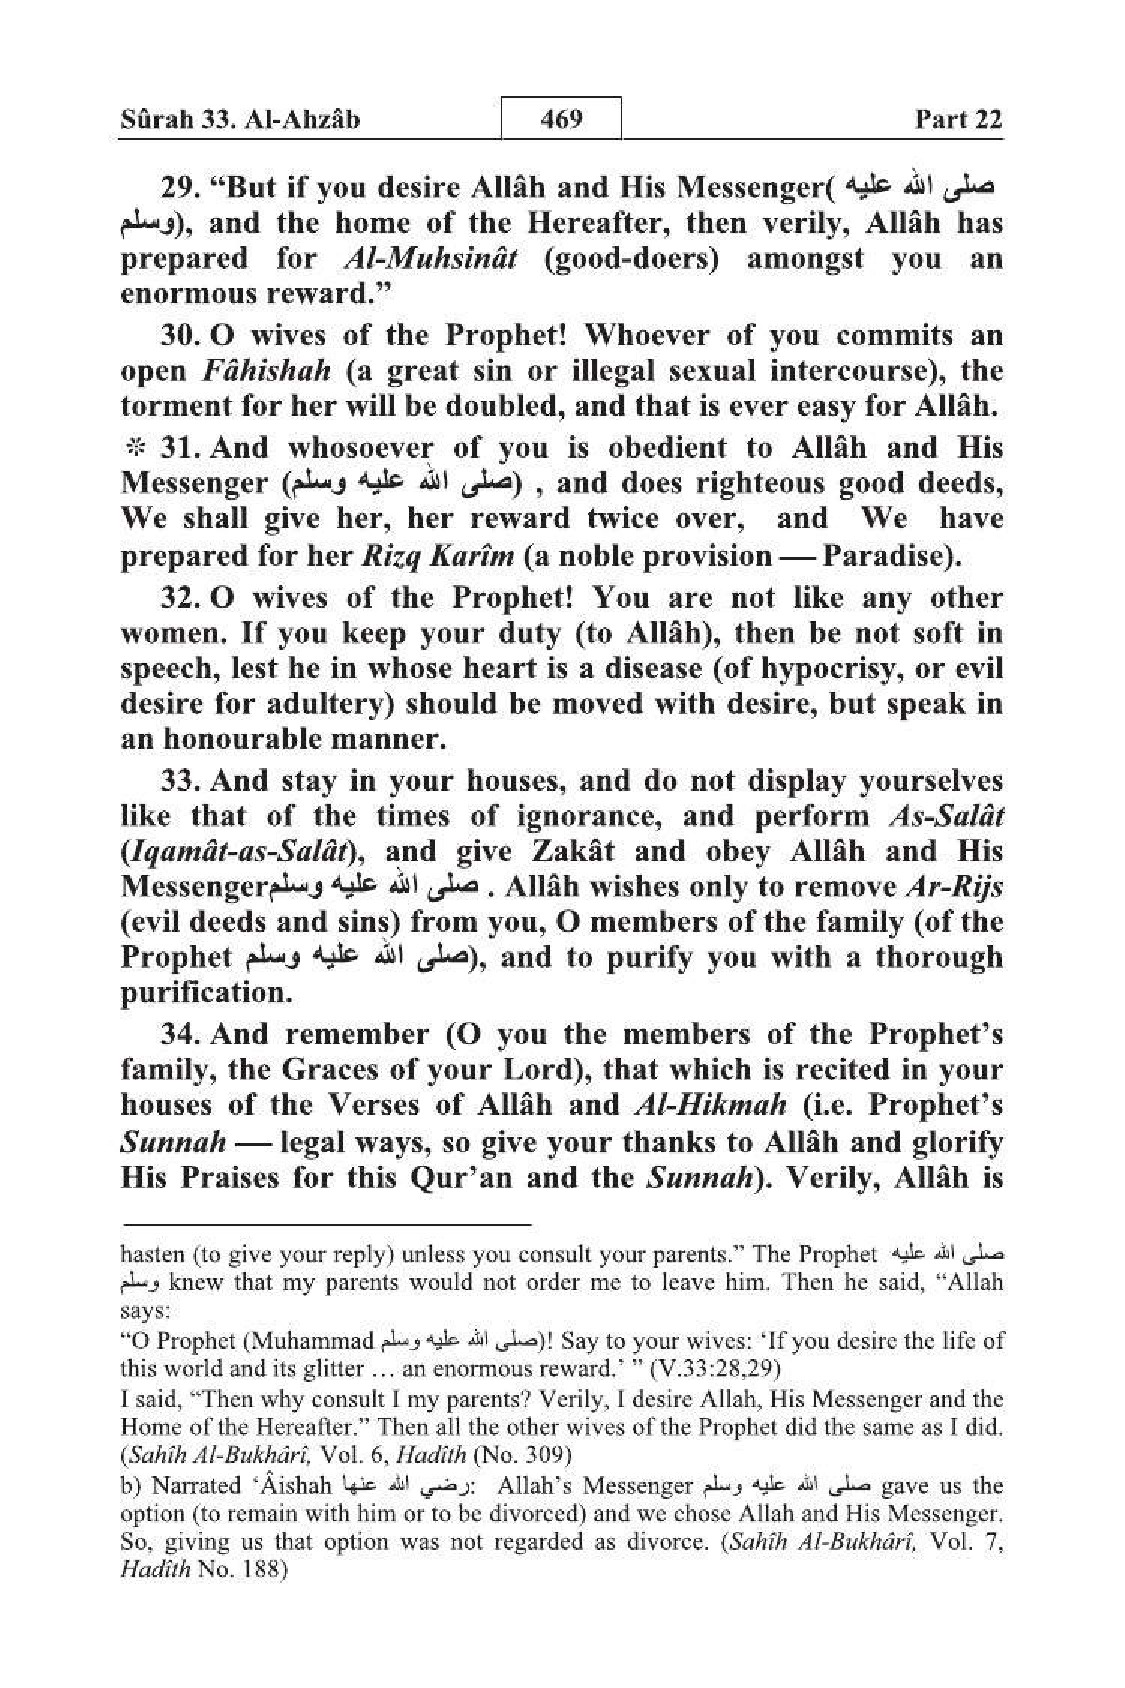 Sûrah 33. Al-Ahzâb 469 Part 22
29. “But if you desire Allâh and His Messenger( صلى الله عليه
وسلم), and the home of the Hereafter, then verily, Allâh has
prepared for Al-Muhsinât (good-doers) amongst you an
enormous reward.”
30. O wives of the Prophet! Whoever of you commits an
open Fâhishah (a great sin or illegal sexual intercourse), the
torment for her will be doubled, and that is ever easy for Allâh.
* 31. And whosoever of you is obedient to Allâh and His
Messenger (صلى الله عليه وسلم) , and does righteous good deeds,
We shall give her, her reward twice over, and We have
prepared for her Rizq Karîm (a noble provision — Paradise).
32. O wives of the Prophet! You are not like any other
women. If you keep your duty (to Allâh), then be not soft in
speech, lest he in whose heart is a disease (of hypocrisy, or evil
desire for adultery) should be moved with desire, but speak in
an honourable manner.
33. And stay in your houses, and do not display yourselves
like that of the times of ignorance, and perform As-Salât
(Iqamât-as-Salât), and give Zakât and obey Allâh and His
Messengerصلى الله عليه وسلم . Allâh wishes only to remove Ar-Rijs
(evil deeds and sins) from you, O members of the family (of the
Prophet صلى الله عليه وسلم), and to purify you with a thorough
purification.
34. And remember (O you the members of the Prophet’s
family, the Graces of your Lord), that which is recited in your
houses of the Verses of Allâh and Al-Hikmah (i.e. Prophet’s
Sunnah — legal ways, so give your thanks to Allâh and glorify
His Praises for this Qur’an and the Sunnah). Verily, Allâh is
hasten (to give your reply) unless you consult your parents.” The Prophet صلى الله عليه
وسلم knew that my parents would not order me to leave him. Then he said, “Allah
says:
“O Prophet (Muhammad صلى الله عليه وسلم)! Say to your wives: ‘If you desire the life of
this world and its glitter … an enormous reward.’ ” (V.33:28,29)
I said, “Then why consult I my parents? Verily, I desire Allah, His Messenger and the
Home of the Hereafter.” Then all the other wives of the Prophet did the same as I did.
(Sahîh Al-Bukhârî, Vol. 6, Hadîth (No. 309)
b) Narrated ‘Âishah رضي الله عنها: Allah’s Messenger صلى الله عليه وسلم gave us the
option (to remain with him or to be divorced) and we chose Allah and His Messenger.
So, giving us that option was not regarded as divorce. (Sahîh Al-Bukhârî, Vol. 7,
Hadîth No. 188)